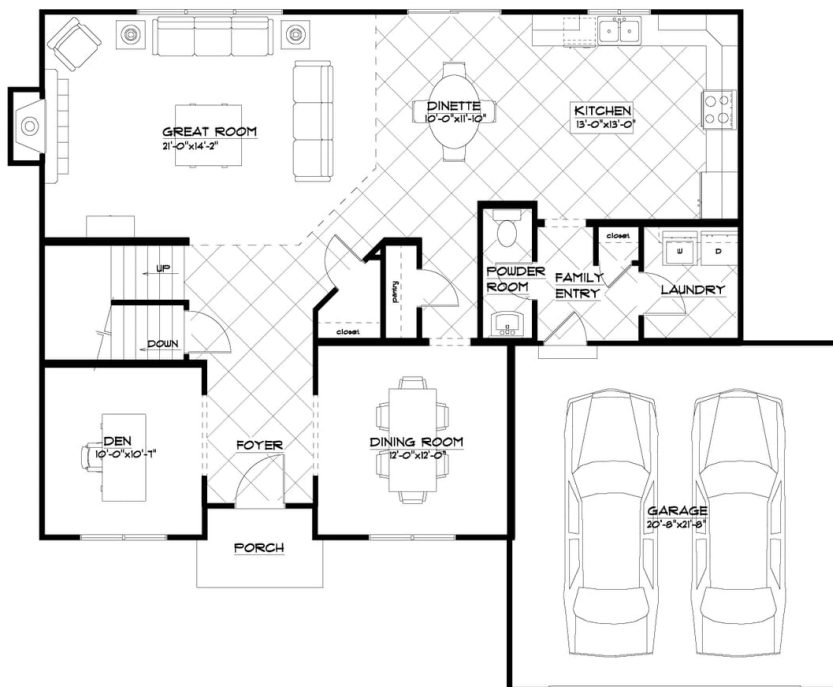 GREAT ROOM
21'-0"x14'-2"
DINETTE
10'-0"x11'-10"
KITCHEN
13'-0"x13'-0"
UP
DOWN
closet
pantry
POWDER
ROOM
FAMILY
ENTRY
closet
E
D
LAUNDRY
DEN
10'-0"x10'-7"
FOYER
DINING ROOM
12'-0"x12'-0"
PORCH
GARAGE
20'-8"x21'-8"